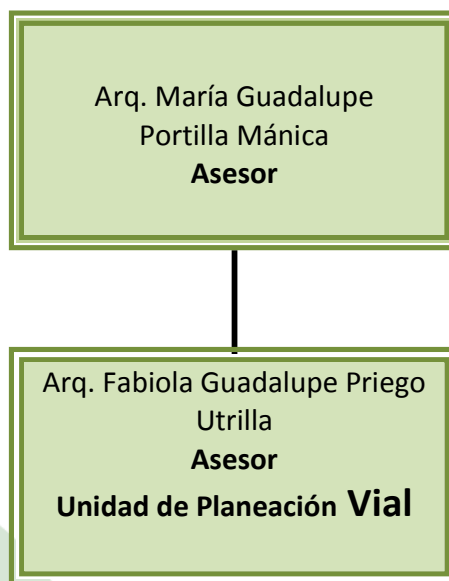 Arq. María Guadalupe
Portilla Mánica
Asesor
Arq. Fabiola Guadalupe Priego
Utrilla
Asesor
Unidad de Planeación Vial